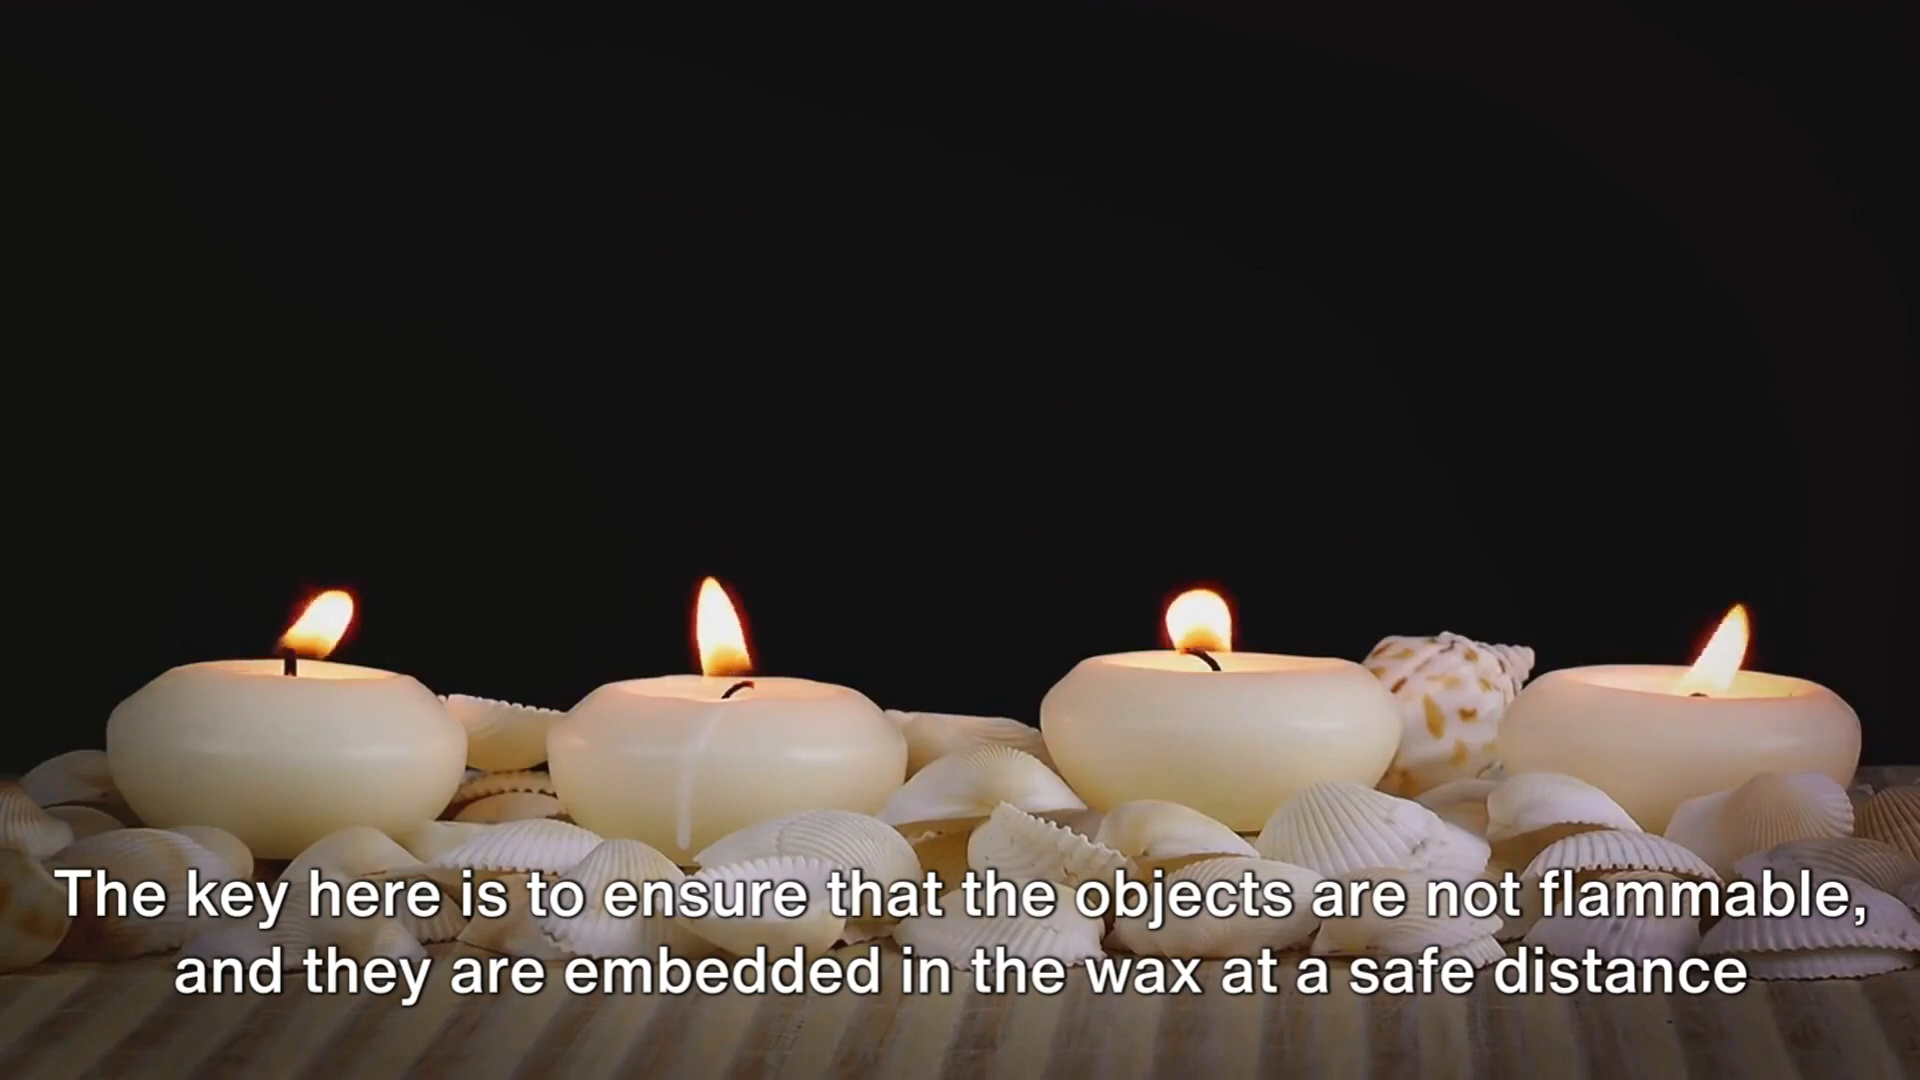 The key here is to ensure that the objects are not flammable,
and they are embedded in the wax at a safe distance